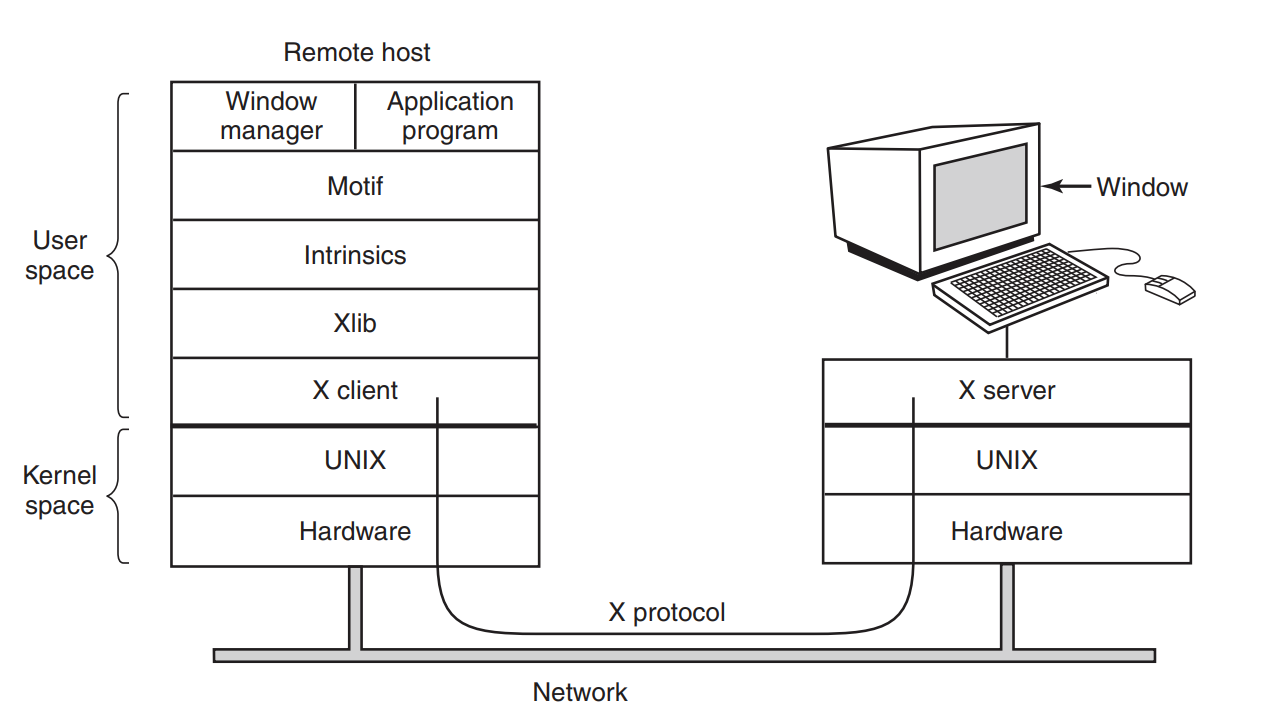 Remote host
Window
manager
Application
program
Motif
Intrinsics
Xlib
X client
UNIX
Hardware
User
space
Kernel
space
Window
X server
UNIX
Hardware
X protocol
Network